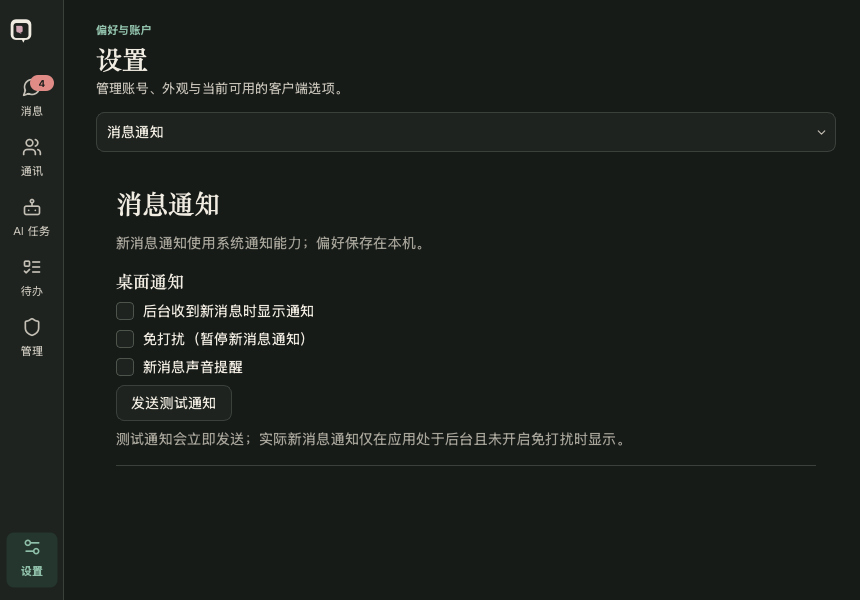 4
消息
通讯
AI 任务
待办
管理
设置
偏好与账户
设置
管理账号、外观与当前可用的客户端选项。
消息通知
消息通知
新消息通知使用系统通知能力；偏好保存在本机。
桌面通知
后台收到新消息时显示通知
免打扰（暂停新消息通知）
新消息声音提醒
发送测试通知
测试通知会立即发送；实际新消息通知仅在应用处于后台且未开启免打扰时显示。